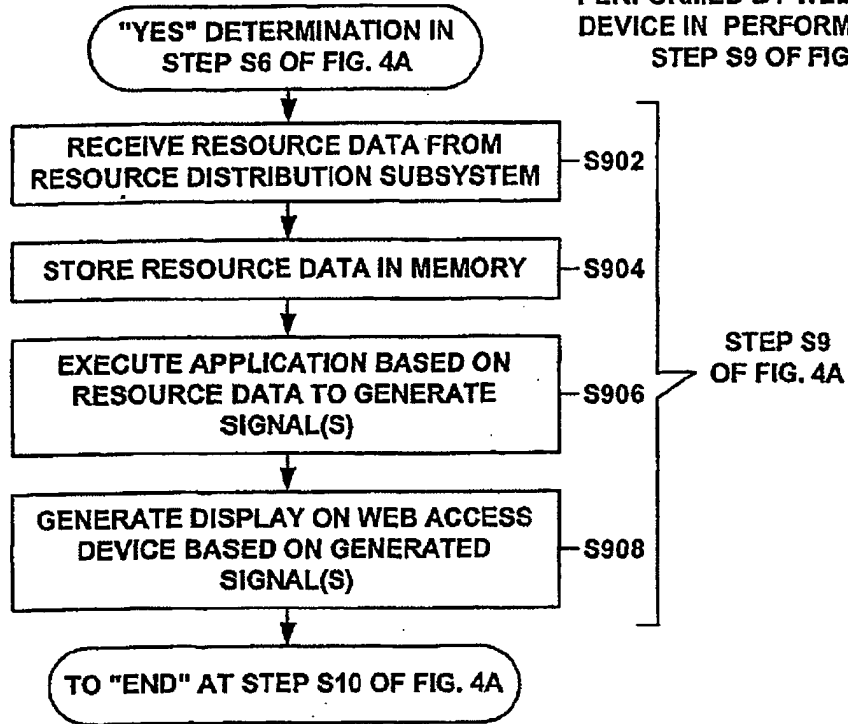 PERFORMED BY
DEVICE IN PERFORM
STEP S9 OF FIG
"YES" DETERMINATION IN
STEP S6 OF FIG. 4A
RECEIVE RESOURCE DATA FROM
RESOURCE DISTRIBUTION SUBSYSTEM
S902
STORE RESOURCE DATA IN MEMORY
S904
EXECUTE APPLICATION BASED ON
RESOURCE DATA TO GENERATE
SIGNAL(S)
S906
GENERATE DISPLAY ON WEB ACCESS
DEVICE BASED ON GENERATED
SIGNAL(S)
S908
STEP S9
OF FIG. 4A
TO "END" AT STEP S10 OF FIG. 4A